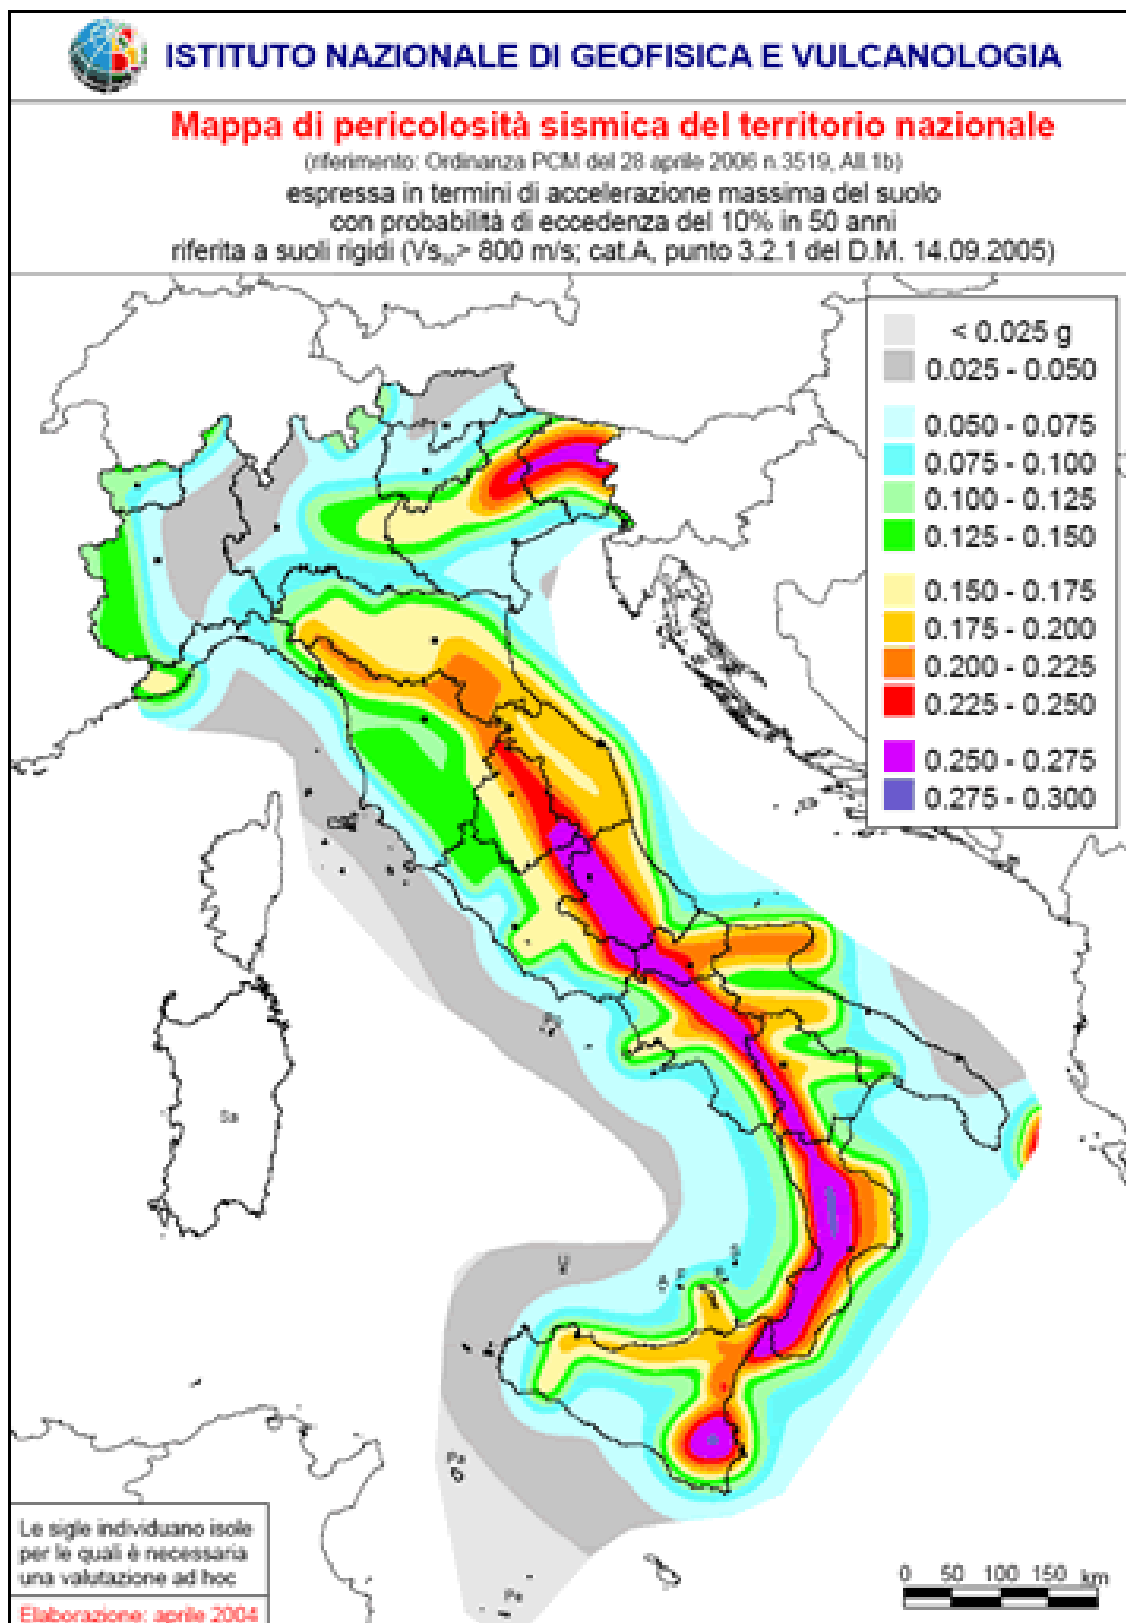 ISTITUTO NAZIONALE DI GEOFISICA E VULCANOLOGIA
Mappa di pericolosità sismica del territorio nazionale
(riferimento: Ordinanza PCM del 28 aprile 2006 n.3519, All.1b)
espressa in termini di accelerazione massima del suolo
con probabilità di eccedenza del 10% in 50 anni
riferita a suoli rigidi (Vs₃₀> 800 m/s; cat.A, punto 3.2.1 del D.M. 14.09.2005)
< 0.025 g
0.025 - 0.050
0.050 - 0.075
0.075 - 0.100
0.100 - 0.125
0.125 - 0.150
0.150 - 0.175
0.175 - 0.200
0.200 - 0.225
0.225 - 0.250
0.250 - 0.275
0.275 - 0.300
Sa
U
Pa
Pe
Le sigle individuano isole
per le quali è necessaria
una valutazione ad hoc
Elaborazione: aprile 2004
0 50 100 150
km